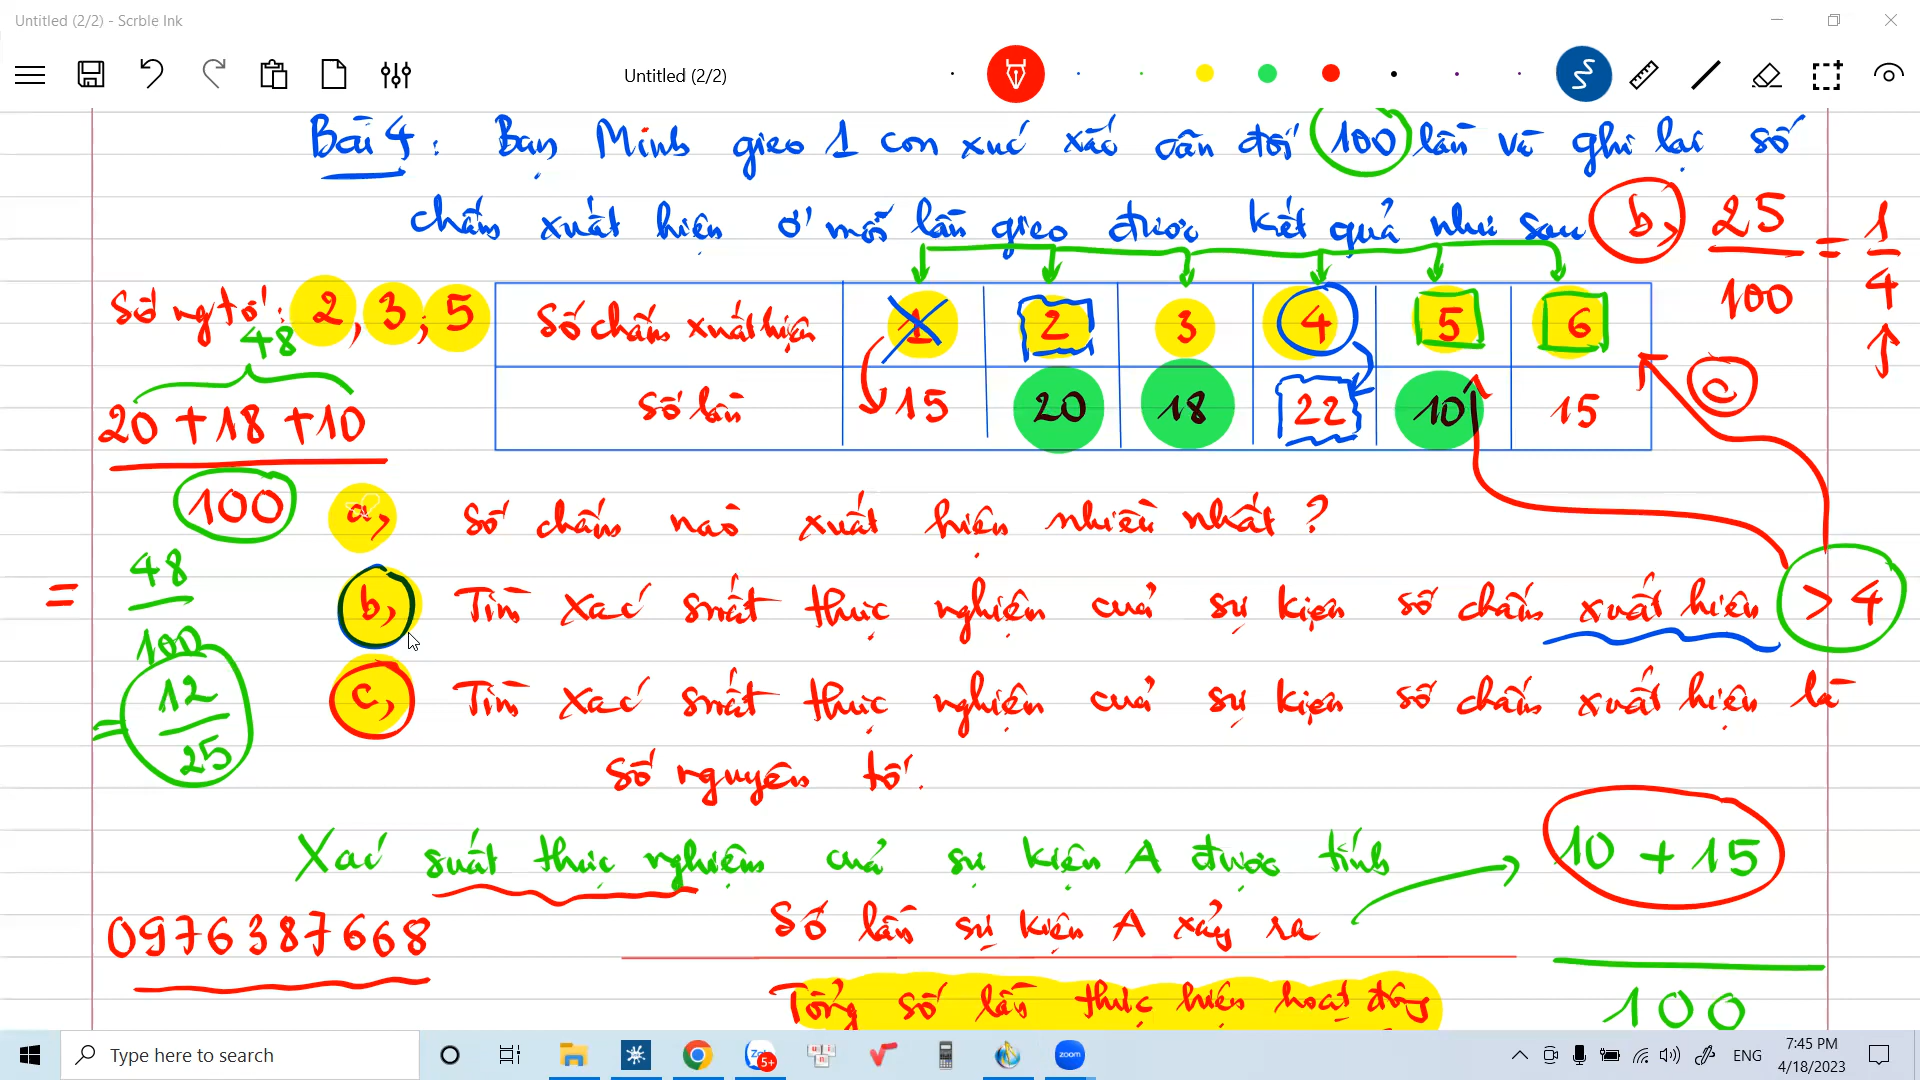 Untitled (2/2) - Scrble Ink
Untitled (2/2)
Bài 4: Bạn Minh gieo 1 con xúc xắc cân đối 100 lần và ghi lại số
chấm xuất hiện ở mỗi lần gieo được kết quả như sau
b, 25/100 = 1/4
Số ng tố: 2, 3, 5
Số chấm xuất hiện 1 2 3 4 5 6
Số lần 15 20 18 22 10 15
c
48
20 + 18 + 10
100
= 48/100
= 12/25
a, Số chấm nào xuất hiện nhiều nhất?
b, Tìm xác suất thực nghiệm của sự kiện số chấm xuất hiện > 4
c, Tìm xác suất thực nghiệm của sự kiện số chấm xuất hiện là
số nguyên tố.
Xác suất thực nghiệm của sự kiện A được tính
10 + 15
100
Số lần sự kiện A xảy ra
Tổng số lần thực hiện hoạt động
0976387668
Type here to search
5+
zoom
ENG
7:45 PM
4/18/2023